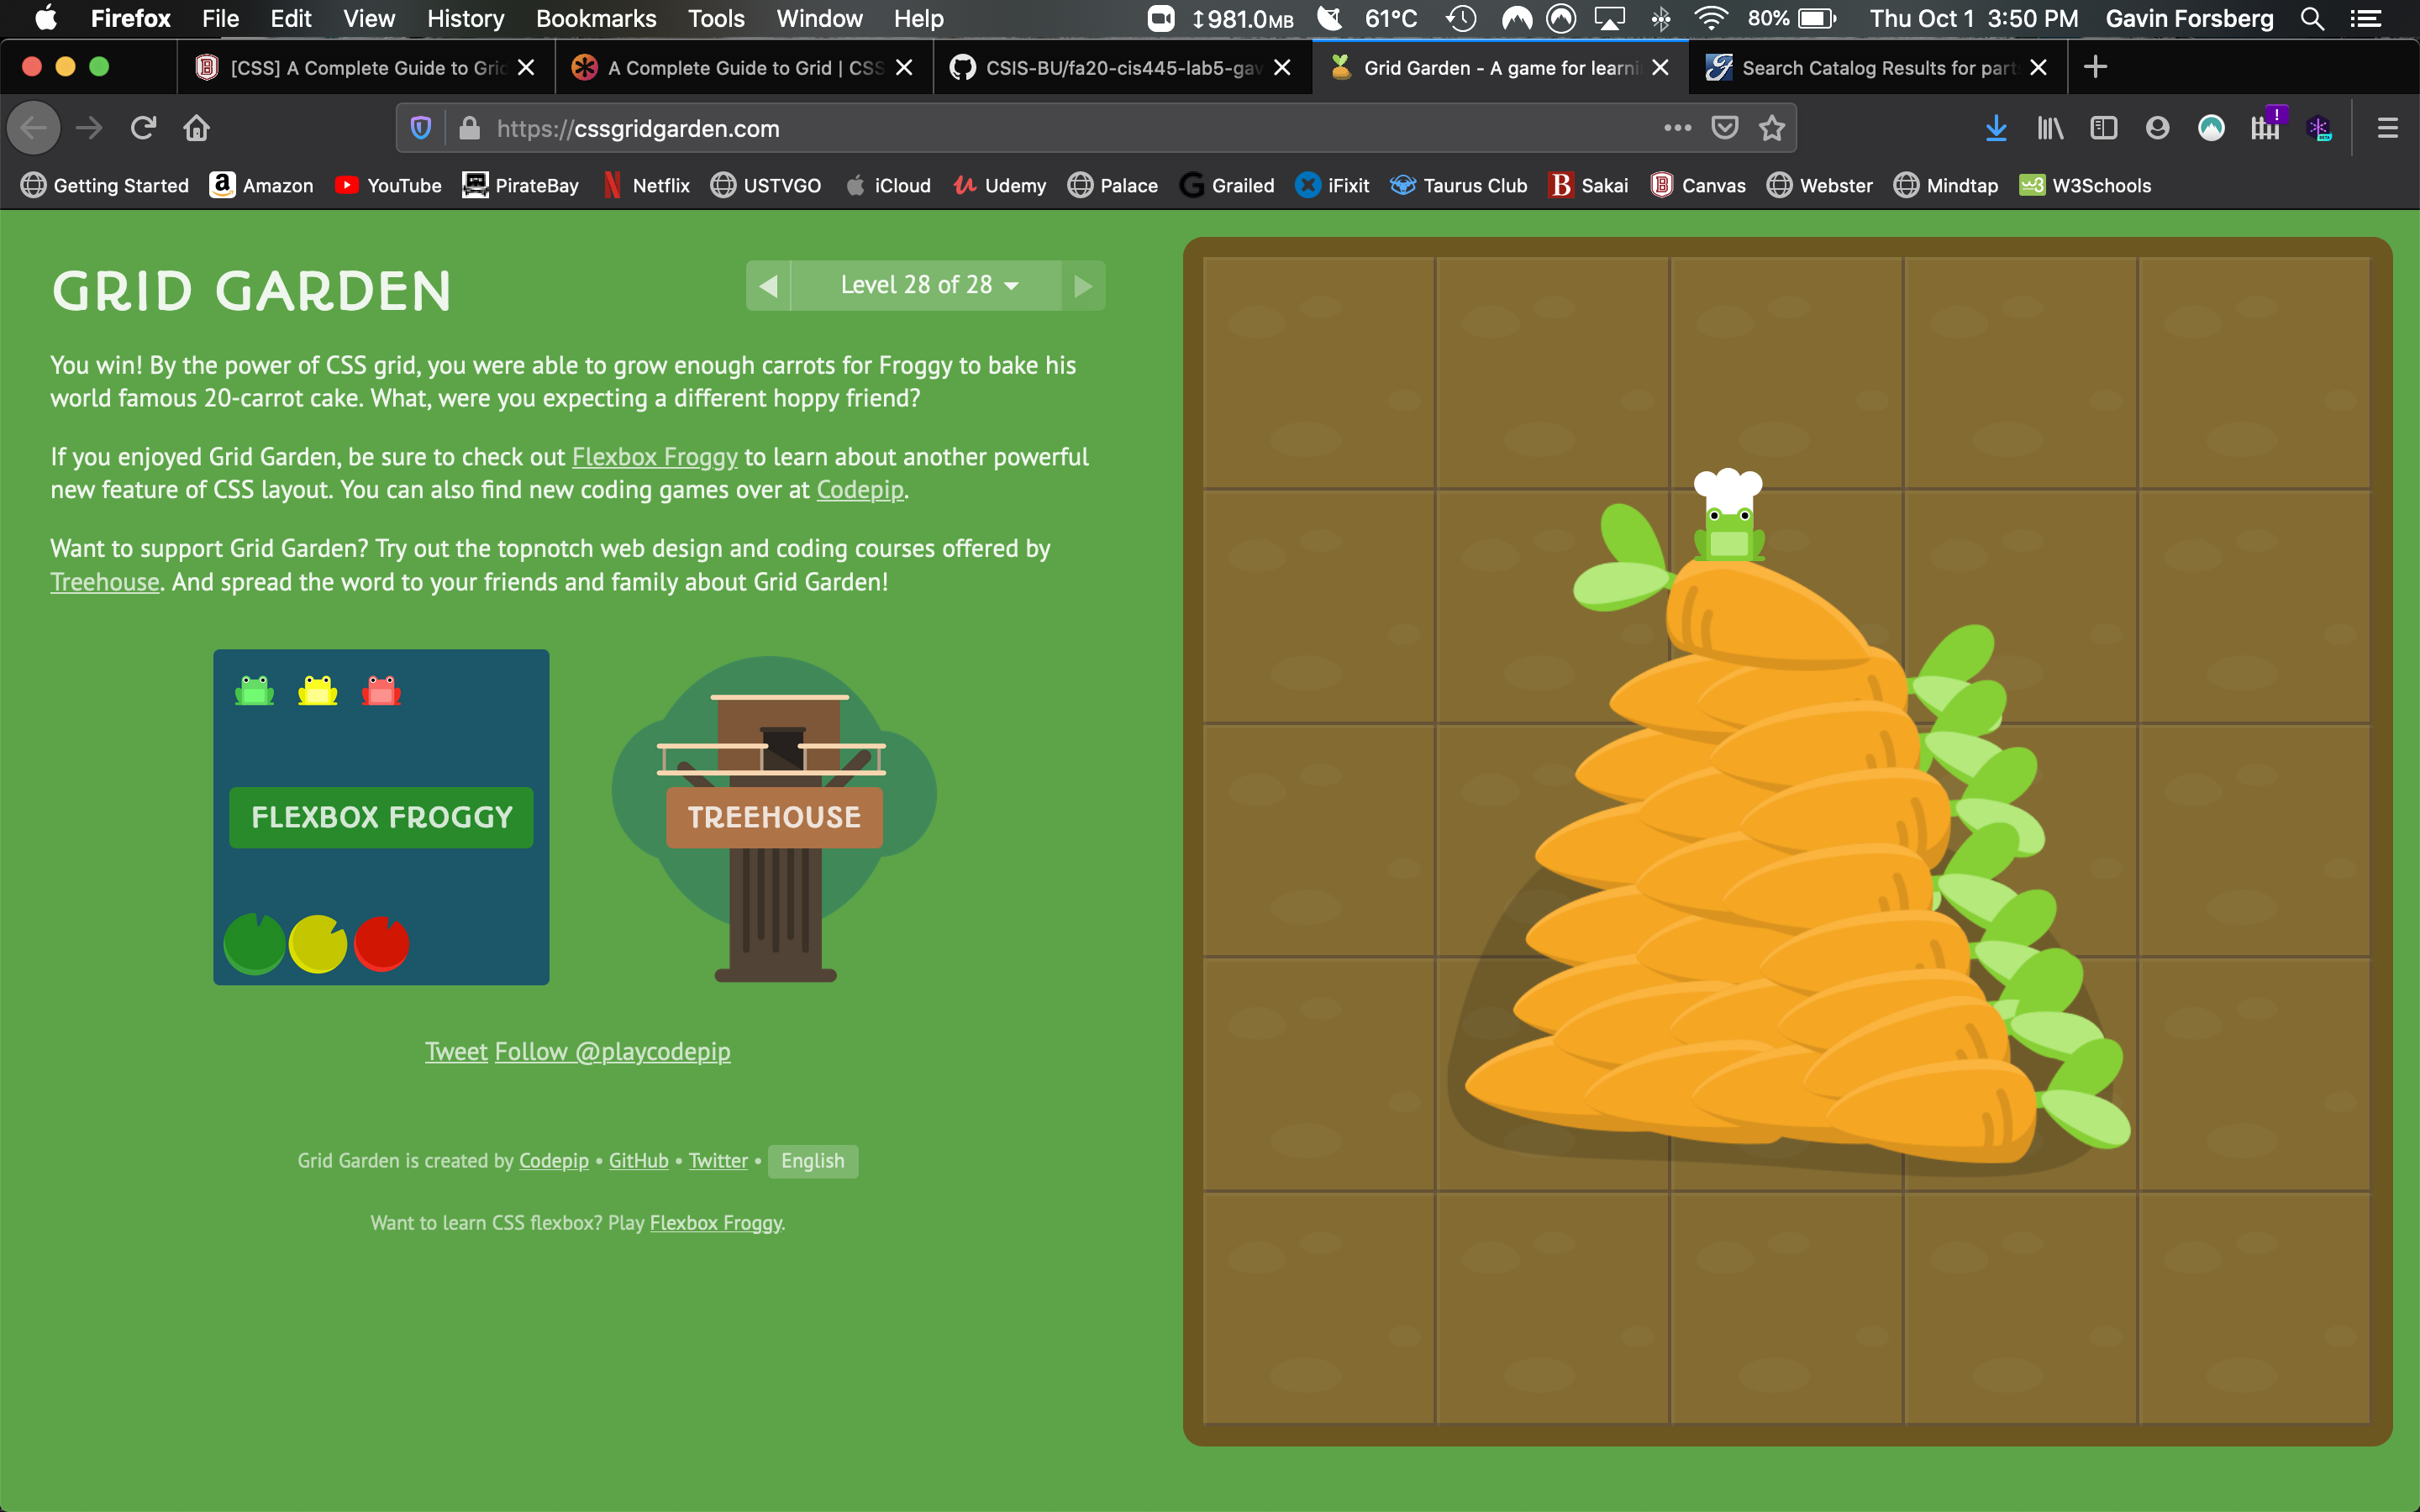 Firefox File Edit View History Bookmarks Tools Window Help 981.0MB 61°C 80% Thu Oct 1 3:50 PM Gavin Forsberg
[CSS] A Complete Guide to Gri A Complete Guide to Grid | CSS CSIS-BU/fa20-cis445-lab5-gav Grid Garden - A game for learni Search Catalog Results for part
https://cssgridgarden.com
Getting Started Amazon YouTube PirateBay Netflix USTVGO iCloud Udemy Palace Grailed iFixit Taurus Club Sakai Canvas Webster Mindtap W3Schools
GRID GARDEN
Level 28 of 28
You win! By the power of CSS grid, you were able to grow enough carrots for Froggy to bake his
world famous 20-carrot cake. What, were you expecting a different hoppy friend?
If you enjoyed Grid Garden, be sure to check out Flexbox Froggy to learn about another powerful
new feature of CSS layout. You can also find new coding games over at Codepip.
Want to support Grid Garden? Try out the topnotch web design and coding courses offered by
Treehouse. And spread the word to your friends and family about Grid Garden!
FLEXBOX FROGGY
TREEHOUSE
Tweet Follow @playcodepip
Grid Garden is created by Codepip • GitHub • Twitter • English
Want to learn CSS flexbox? Play Flexbox Froggy.